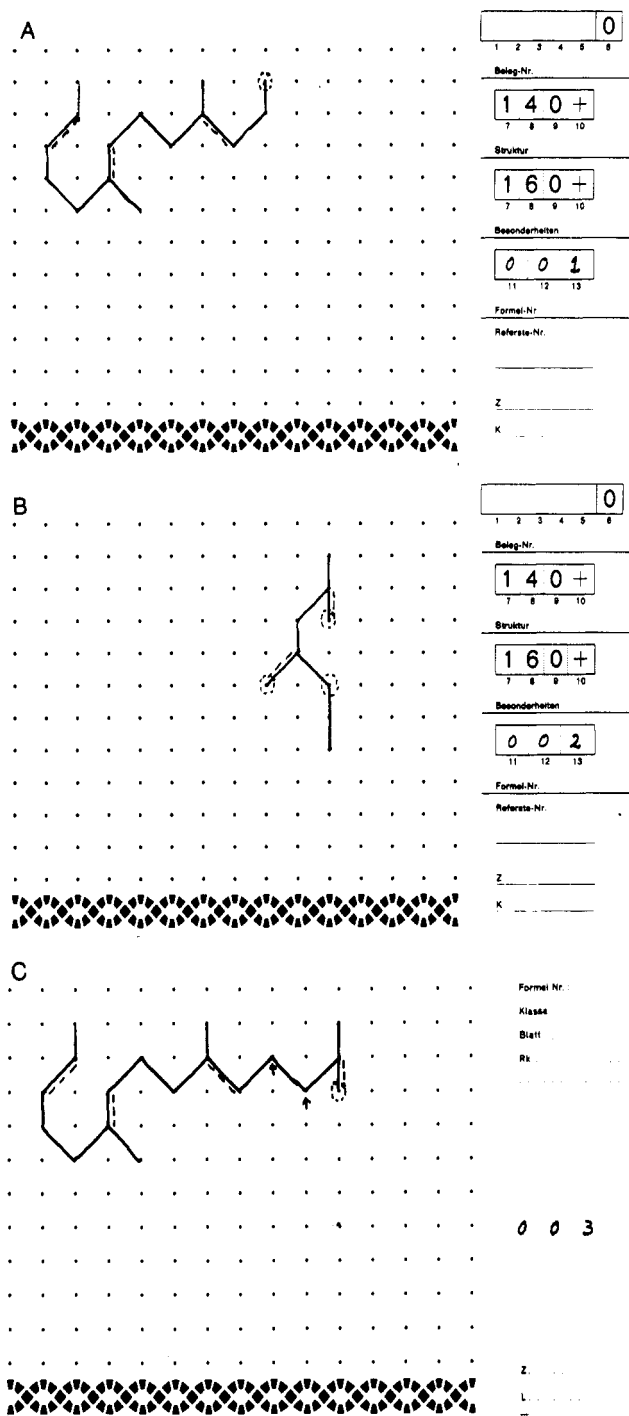 A
0
1 2 3 4 5 6
Beleg-Nr.
1 4 0 +
7 8 9 10
Struktur
1 6 0 +
7 8 9 10
Besonderheiten
0 0 1
11 12 13
Formel-Nr
Referate-Nr.
Z
K
B
0
1 2 3 4 5 6
Beleg-Nr.
1 4 0 +
7 8 9 10
Struktur
1 6 0 +
7 8 9 10
Besonderheiten
0 0 2
11 12 13
Formel-Nr.
Referate-Nr.
Z
K
C
Formel Nr.
Klasse
Blatt
Rk.
0 0 3
Z.
L.